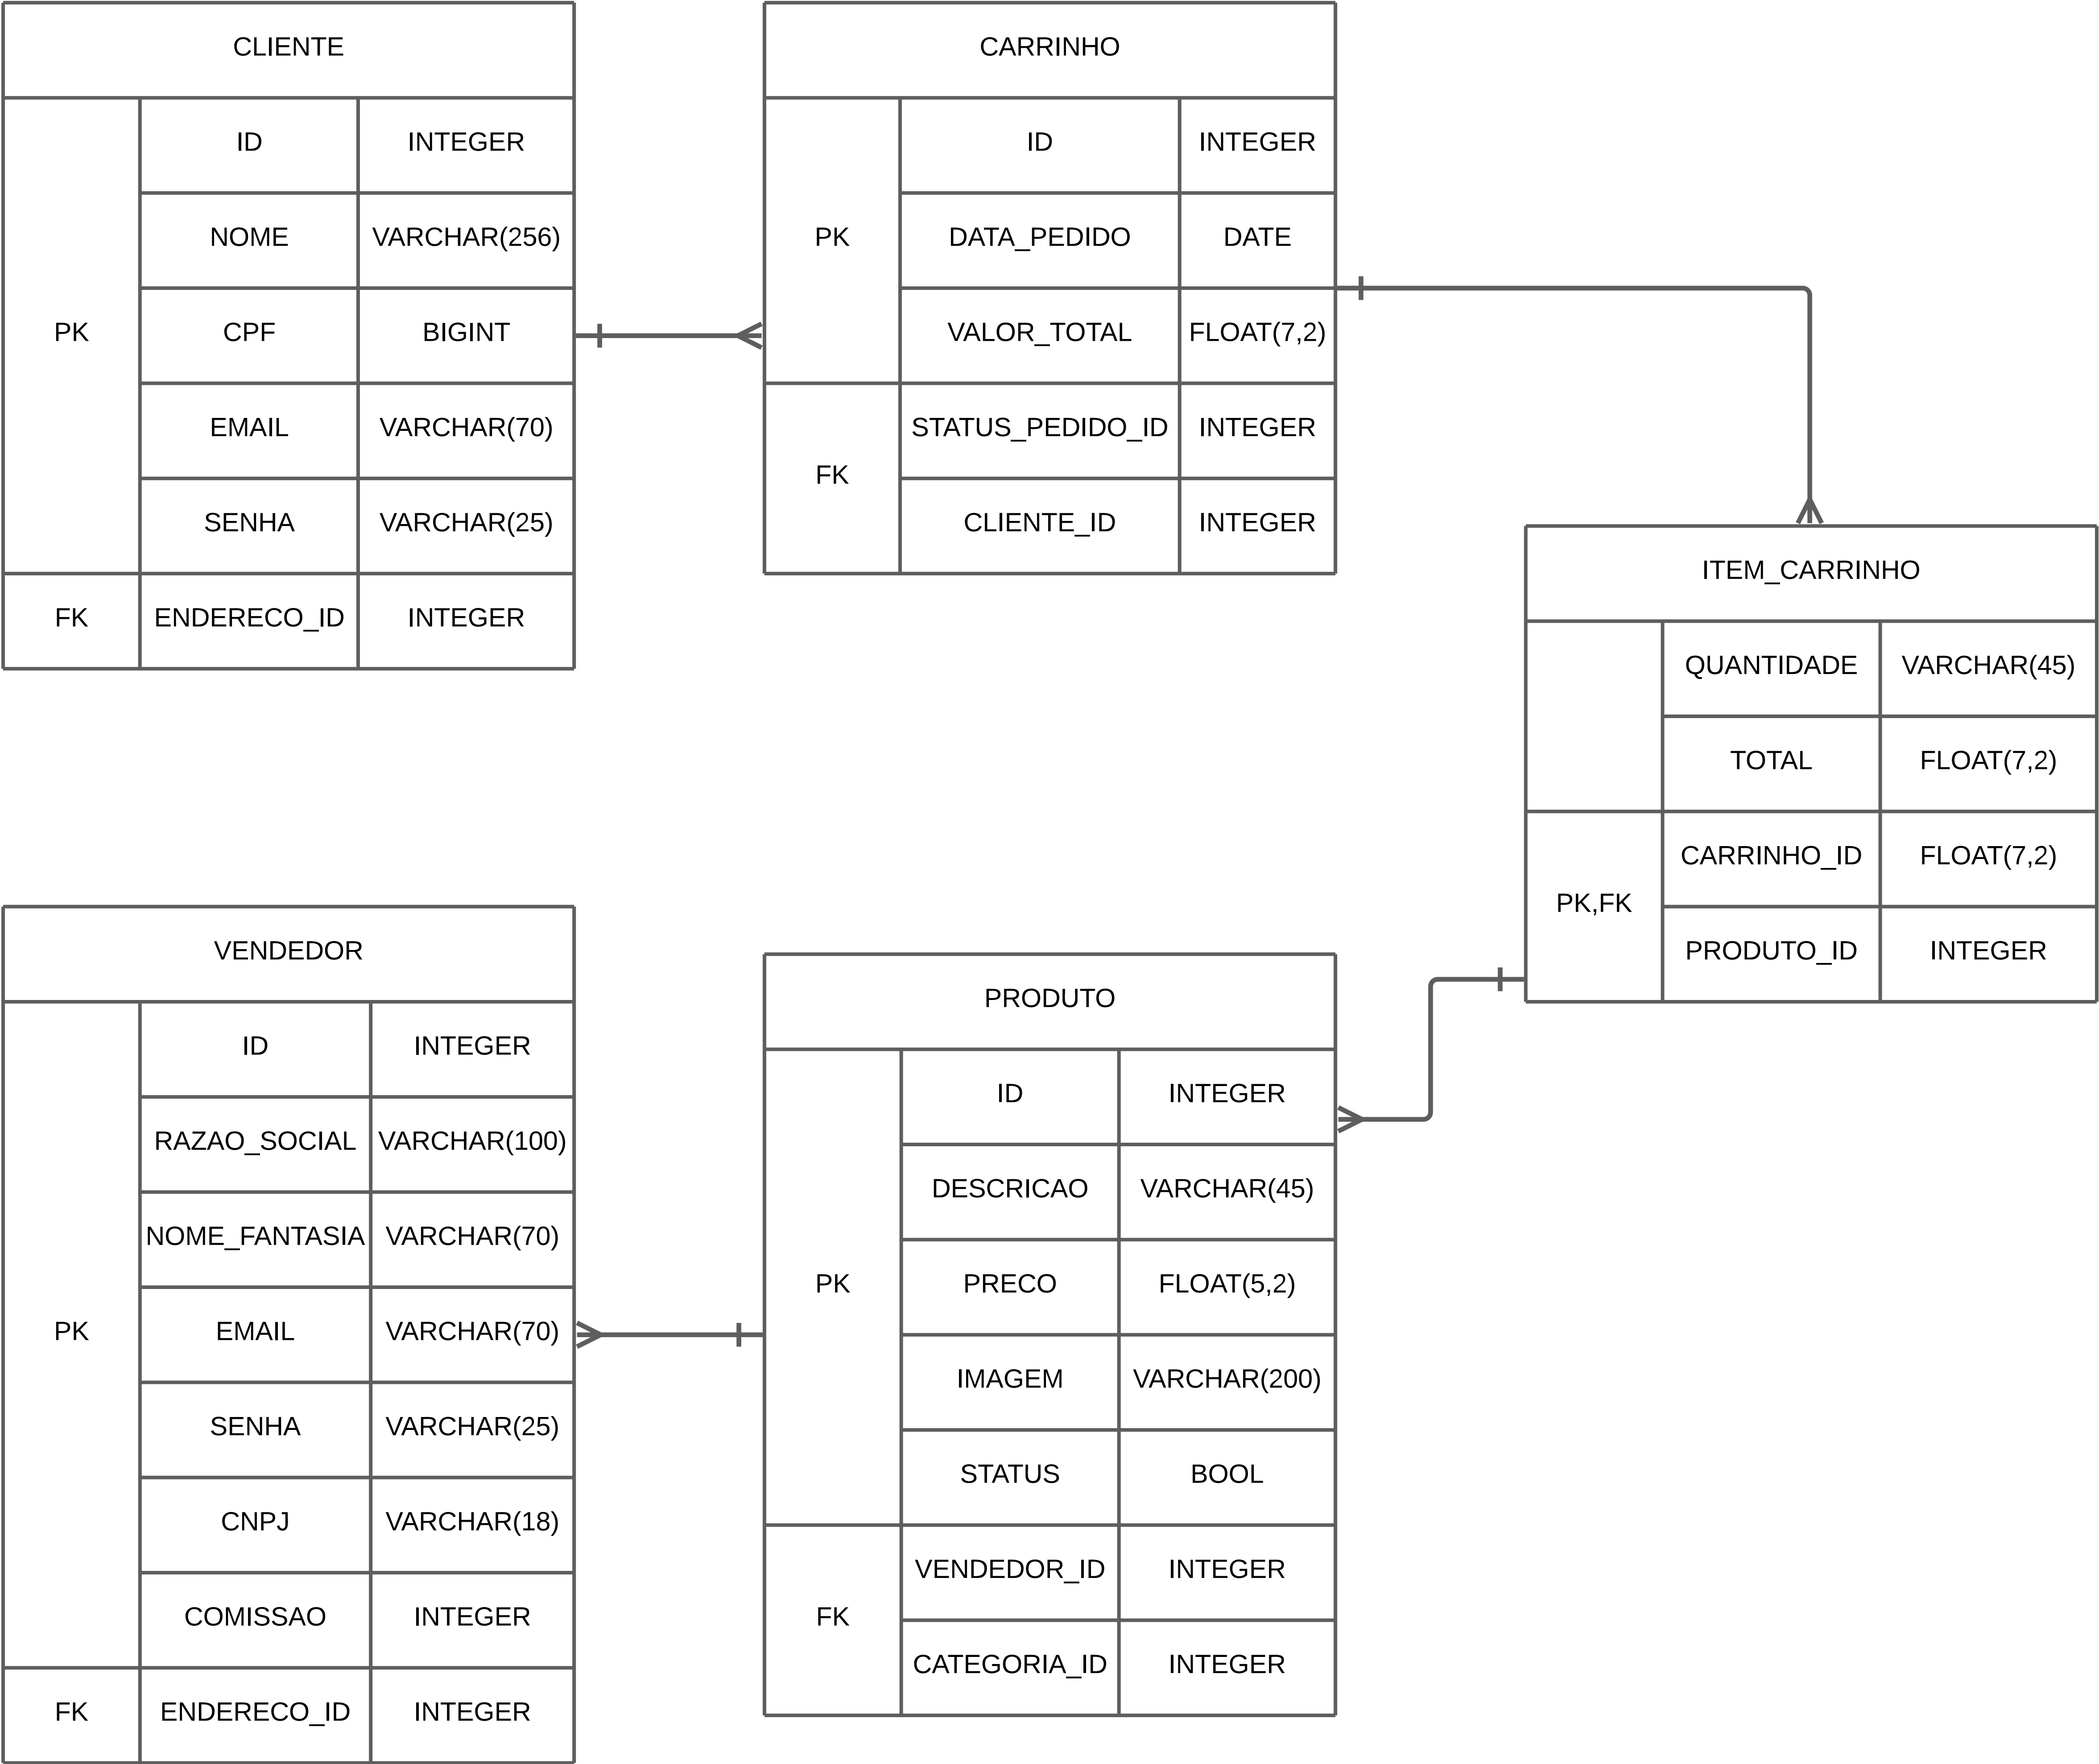 CLIENTE
PK
ID INTEGER
NOME VARCHAR(256)
CPF BIGINT
EMAIL VARCHAR(70)
SENHA VARCHAR(25)
FK ENDERECO_ID INTEGER
CARRINHO
PK
ID INTEGER
DATA_PEDIDO DATE
VALOR_TOTAL FLOAT(7,2)
FK
STATUS_PEDIDO_ID INTEGER
CLIENTE_ID INTEGER
ITEM_CARRINHO
QUANTIDADE VARCHAR(45)
TOTAL FLOAT(7,2)
PK,FK
CARRINHO_ID FLOAT(7,2)
PRODUTO_ID INTEGER
VENDEDOR
PK
ID INTEGER
RAZAO_SOCIAL VARCHAR(100)
NOME_FANTASIA VARCHAR(70)
EMAIL VARCHAR(70)
SENHA VARCHAR(25)
CNPJ VARCHAR(18)
COMISSAO INTEGER
FK ENDERECO_ID INTEGER
PRODUTO
PK
ID INTEGER
DESCRICAO VARCHAR(45)
PRECO FLOAT(5,2)
IMAGEM VARCHAR(200)
STATUS BOOL
FK
VENDEDOR_ID INTEGER
CATEGORIA_ID INTEGER